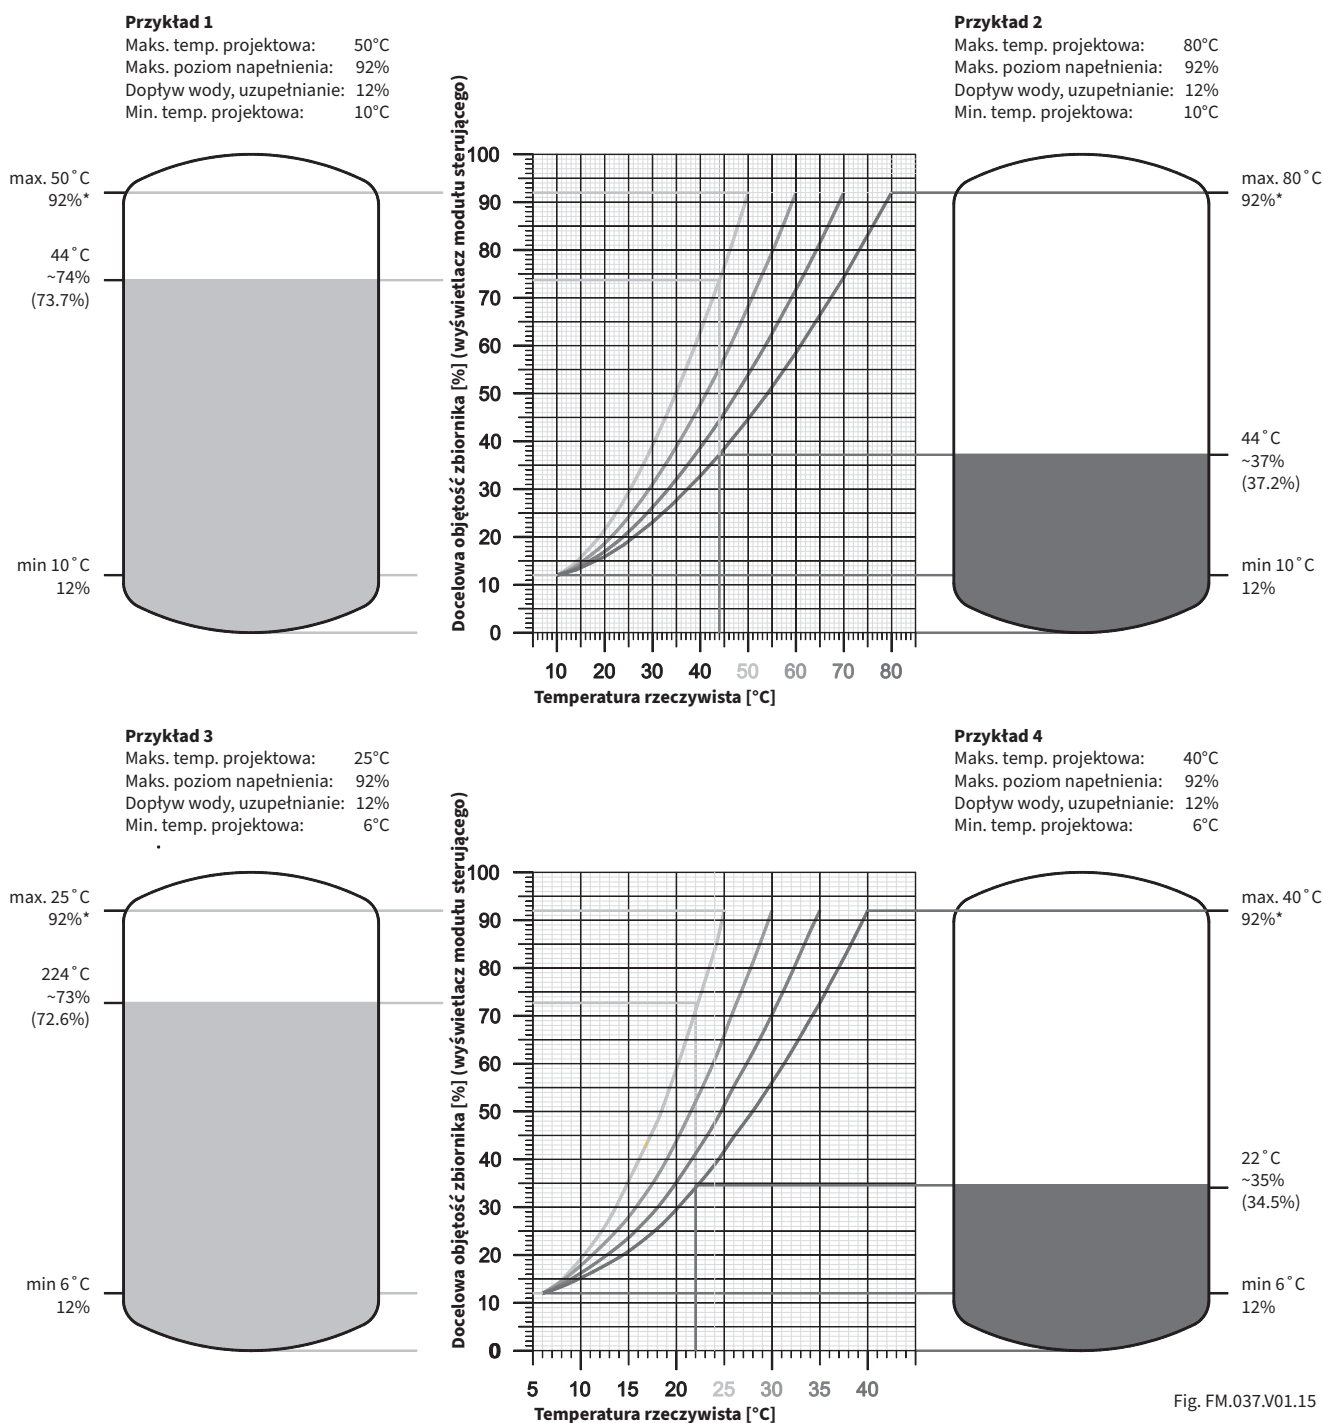 Przykład 1
Maks. temp. projektowa: 50°C
Maks. poziom napełnienia: 92%
Dopływ wody, uzupełnianie: 12%
Min. temp. projektowa: 10°C
Przykład 2
Maks. temp. projektowa: 80°C
Maks. poziom napełnienia: 92%
Dopływ wody, uzupełnianie: 12%
Min. temp. projektowa: 10°C
max. 50˚C
92%*
44˚C
~74%
(73.7%)
min 10˚C
12%
Docelowa objętość zbiornika [%] (wyświetlacz modułu sterującego)
100
90
80
70
60
50
40
30
20
10
0
10 20 30 40 50 60 70 80
Temperatura rzeczywista [°C]
max. 80˚C
92%*
44˚C
~37%
(37.2%)
min 10˚C
12%
Przykład 3
Maks. temp. projektowa: 25°C
Maks. poziom napełnienia: 92%
Dopływ wody, uzupełnianie: 12%
Min. temp. projektowa: 6°C
Przykład 4
Maks. temp. projektowa: 40°C
Maks. poziom napełnienia: 92%
Dopływ wody, uzupełnianie: 12%
Min. temp. projektowa: 6°C
max. 25˚C
92%*
224˚C
~73%
(72.6%)
min 6˚C
12%
Docelowa objętość zbiornika [%] (wyświetlacz modułu sterującego)
100
90
80
70
60
50
40
30
20
10
0
5 10 15 20 25 30 35 40
Temperatura rzeczywista [°C]
max. 40˚C
92%*
22˚C
~35%
(34.5%)
min 6˚C
12%
Fig. FM.037.V01.15